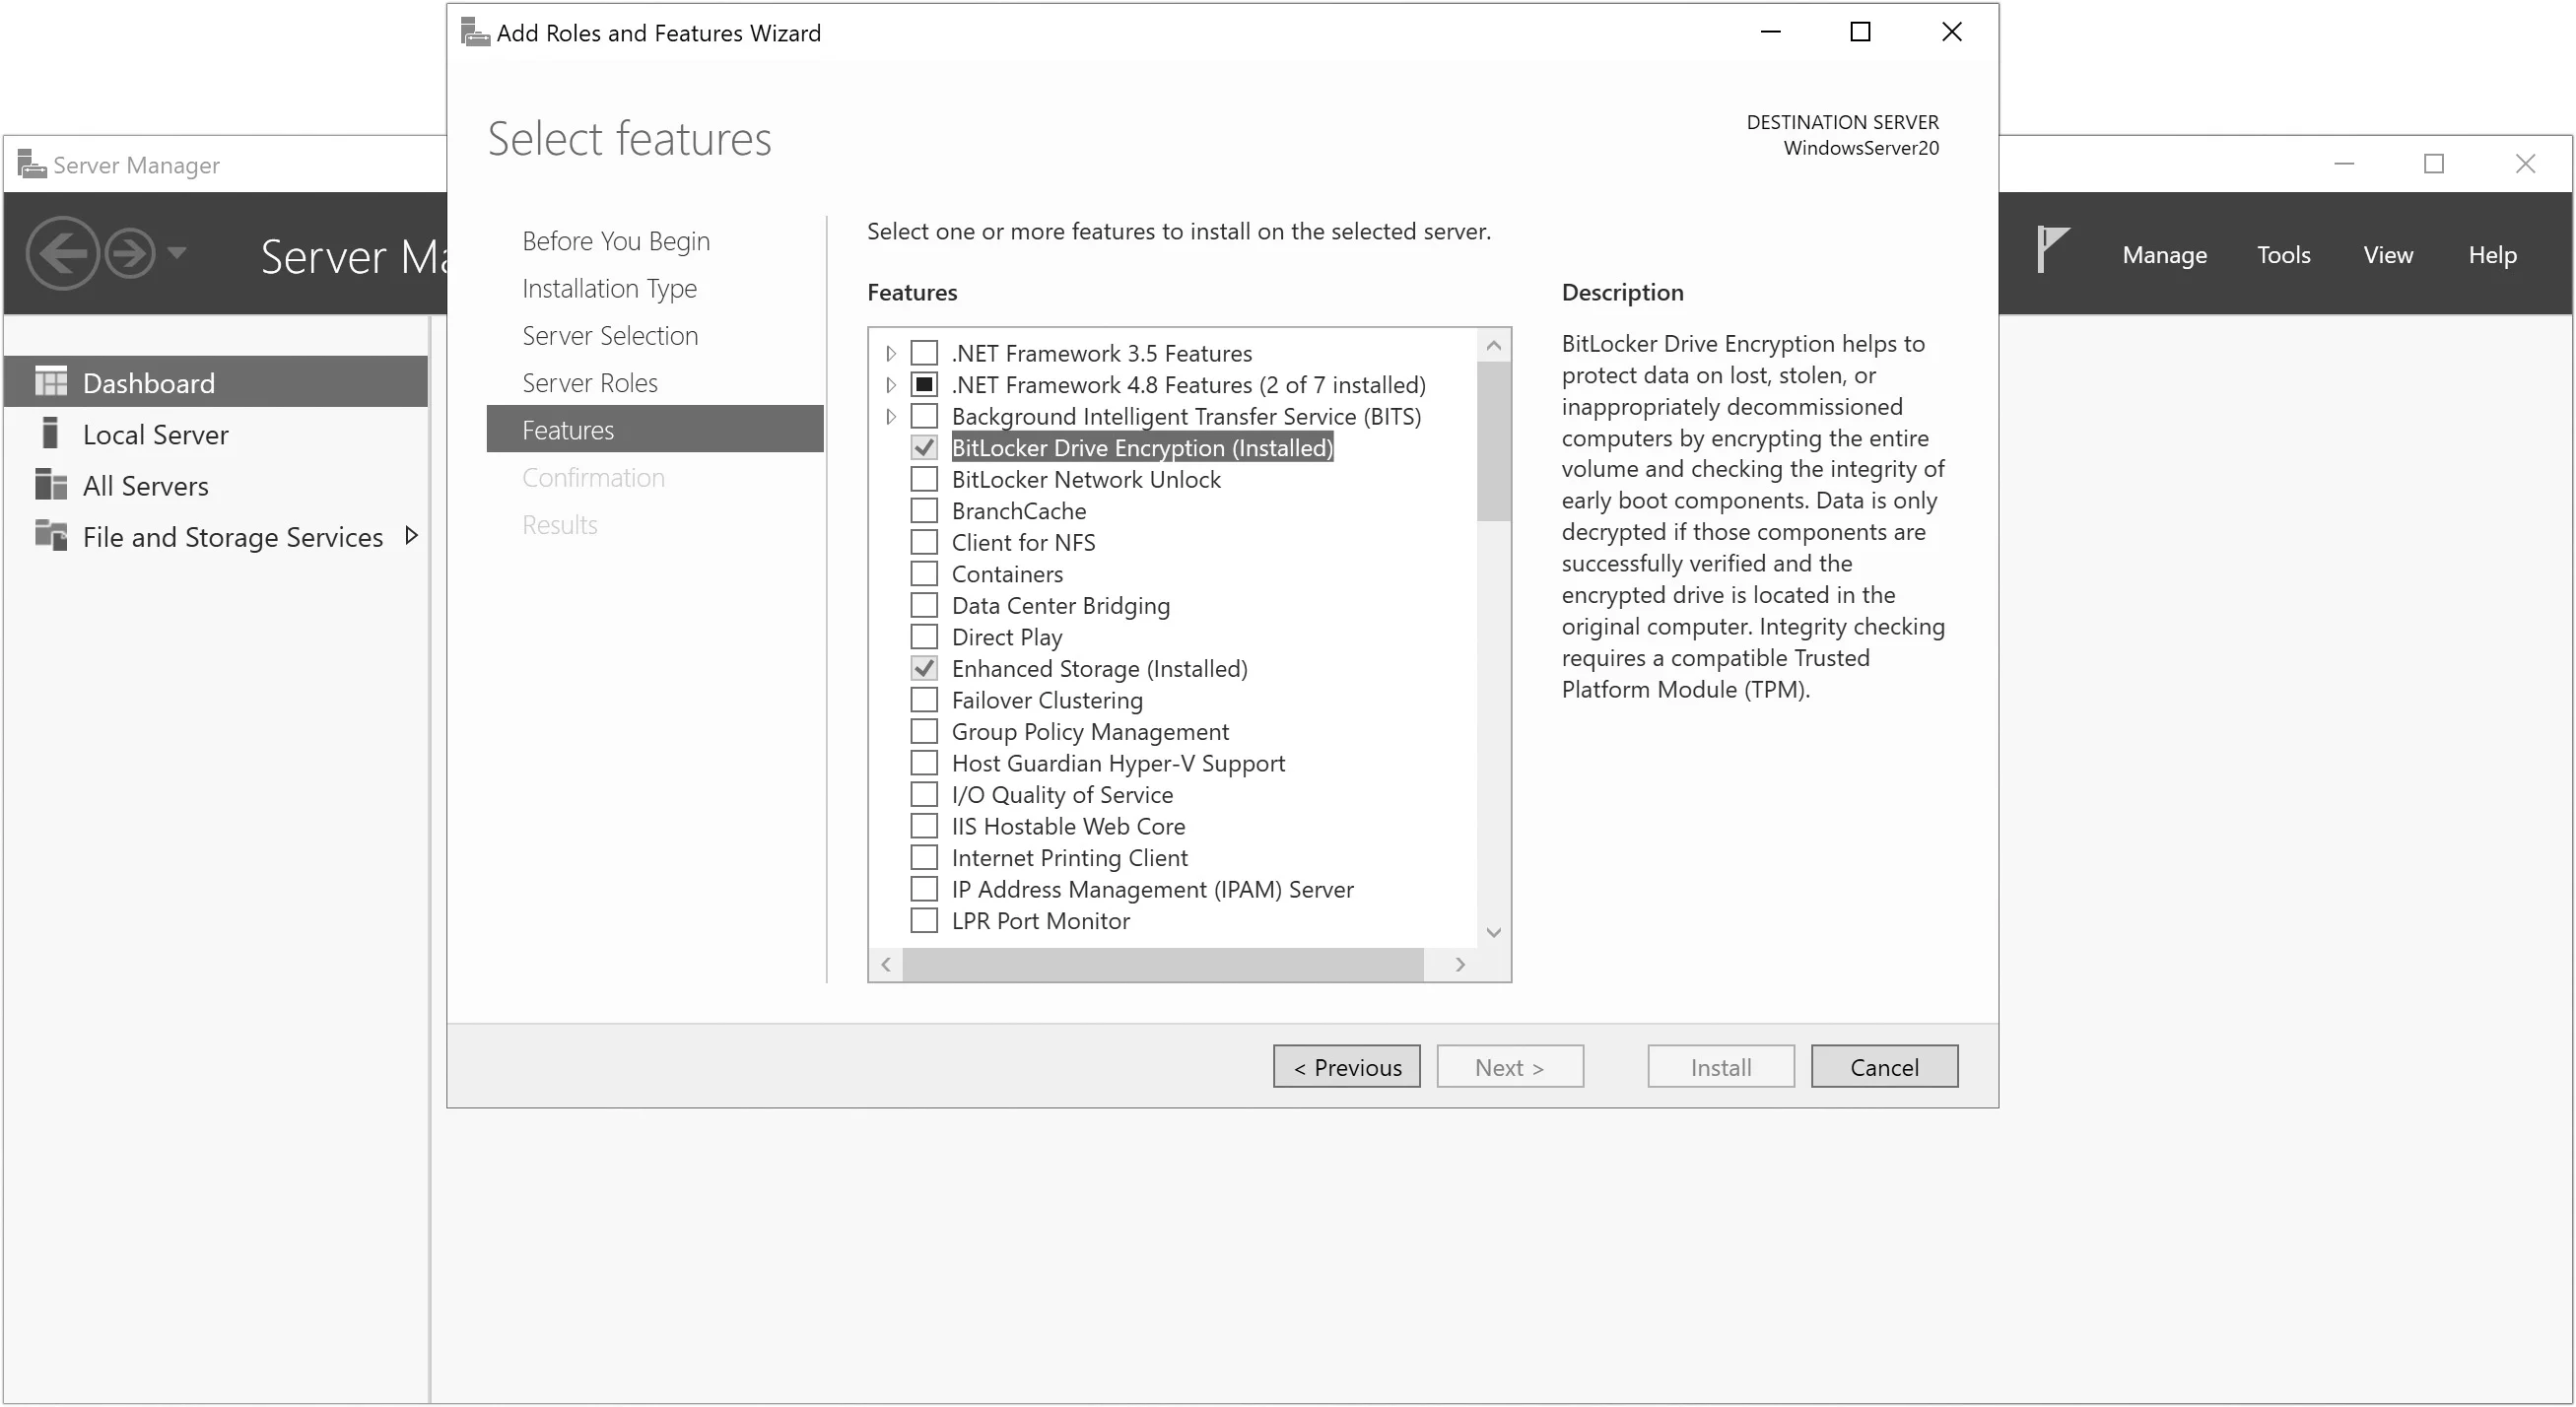 Add Roles and Features Wizard
Select features
DESTINATION SERVER
WindowsServer20
Server Manager
Server Ma
Manage
Tools
View
Help
Dashboard
Local Server
All Servers
File and Storage Services
Before You Begin
Installation Type
Server Selection
Server Roles
Features
Confirmation
Results
Select one or more features to install on the selected server.
Features
.NET Framework 3.5 Features
.NET Framework 4.8 Features (2 of 7 installed)
Background Intelligent Transfer Service (BITS)
BitLocker Drive Encryption (Installed)
BitLocker Network Unlock
BranchCache
Client for NFS
Containers
Data Center Bridging
Direct Play
Enhanced Storage (Installed)
Failover Clustering
Group Policy Management
Host Guardian Hyper-V Support
I/O Quality of Service
IIS Hostable Web Core
Internet Printing Client
IP Address Management (IPAM) Server
LPR Port Monitor
Description
BitLocker Drive Encryption helps to
protect data on lost, stolen, or
inappropriately decommissioned
computers by encrypting the entire
volume and checking the integrity of
early boot components. Data is only
decrypted if those components are
successfully verified and the
encrypted drive is located in the
original computer. Integrity checking
requires a compatible Trusted
Platform Module (TPM).
< Previous
Next >
Install
Cancel